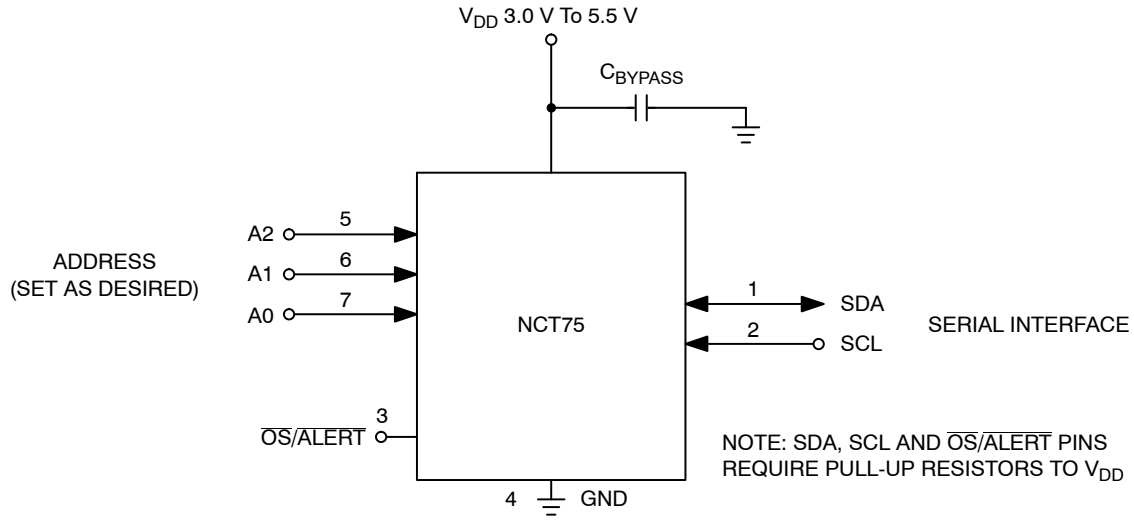 VDD 3.0 V To 5.5 V
CBYPASS
A2
5
ADDRESS
(SET AS DESIRED)
A1
6
A0
7
NCT75
1
SDA
2
SCL
SERIAL INTERFACE
OS/ALERT
3
NOTE: SDA, SCL AND OS/ALERT PINS
REQUIRE PULL-UP RESISTORS TO VDD
4
GND